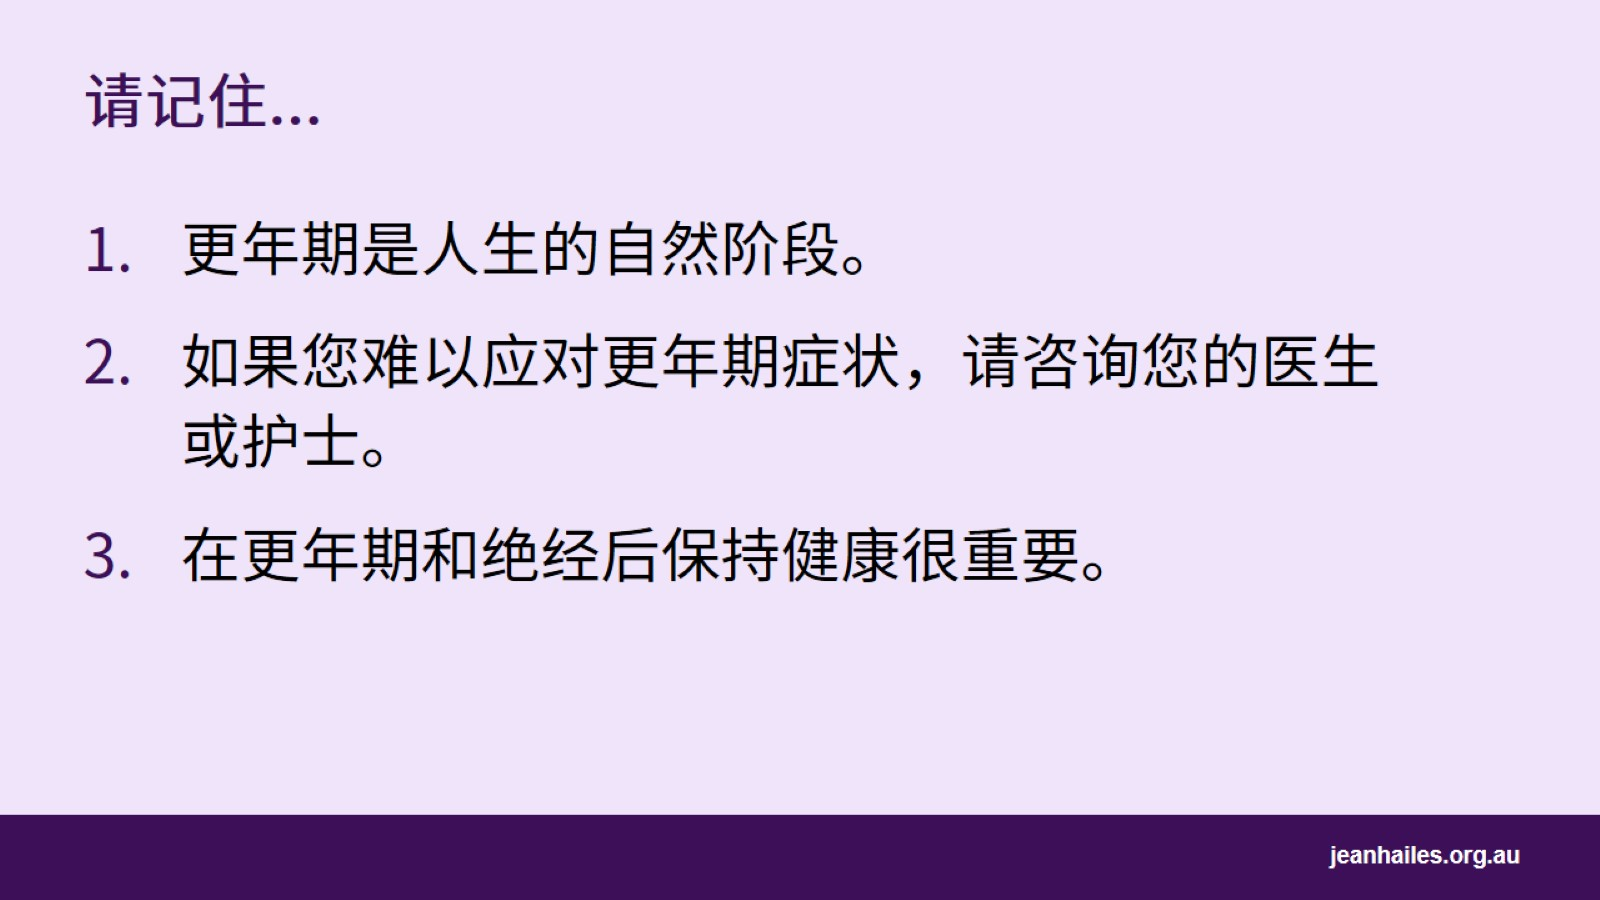 请记住...
1. 更年期是人生的自然阶段。
2. 如果您难以应对更年期症状，请咨询您的医生
或护士。
3. 在更年期和绝经后保持健康很重要。
jeanhailes.org.au